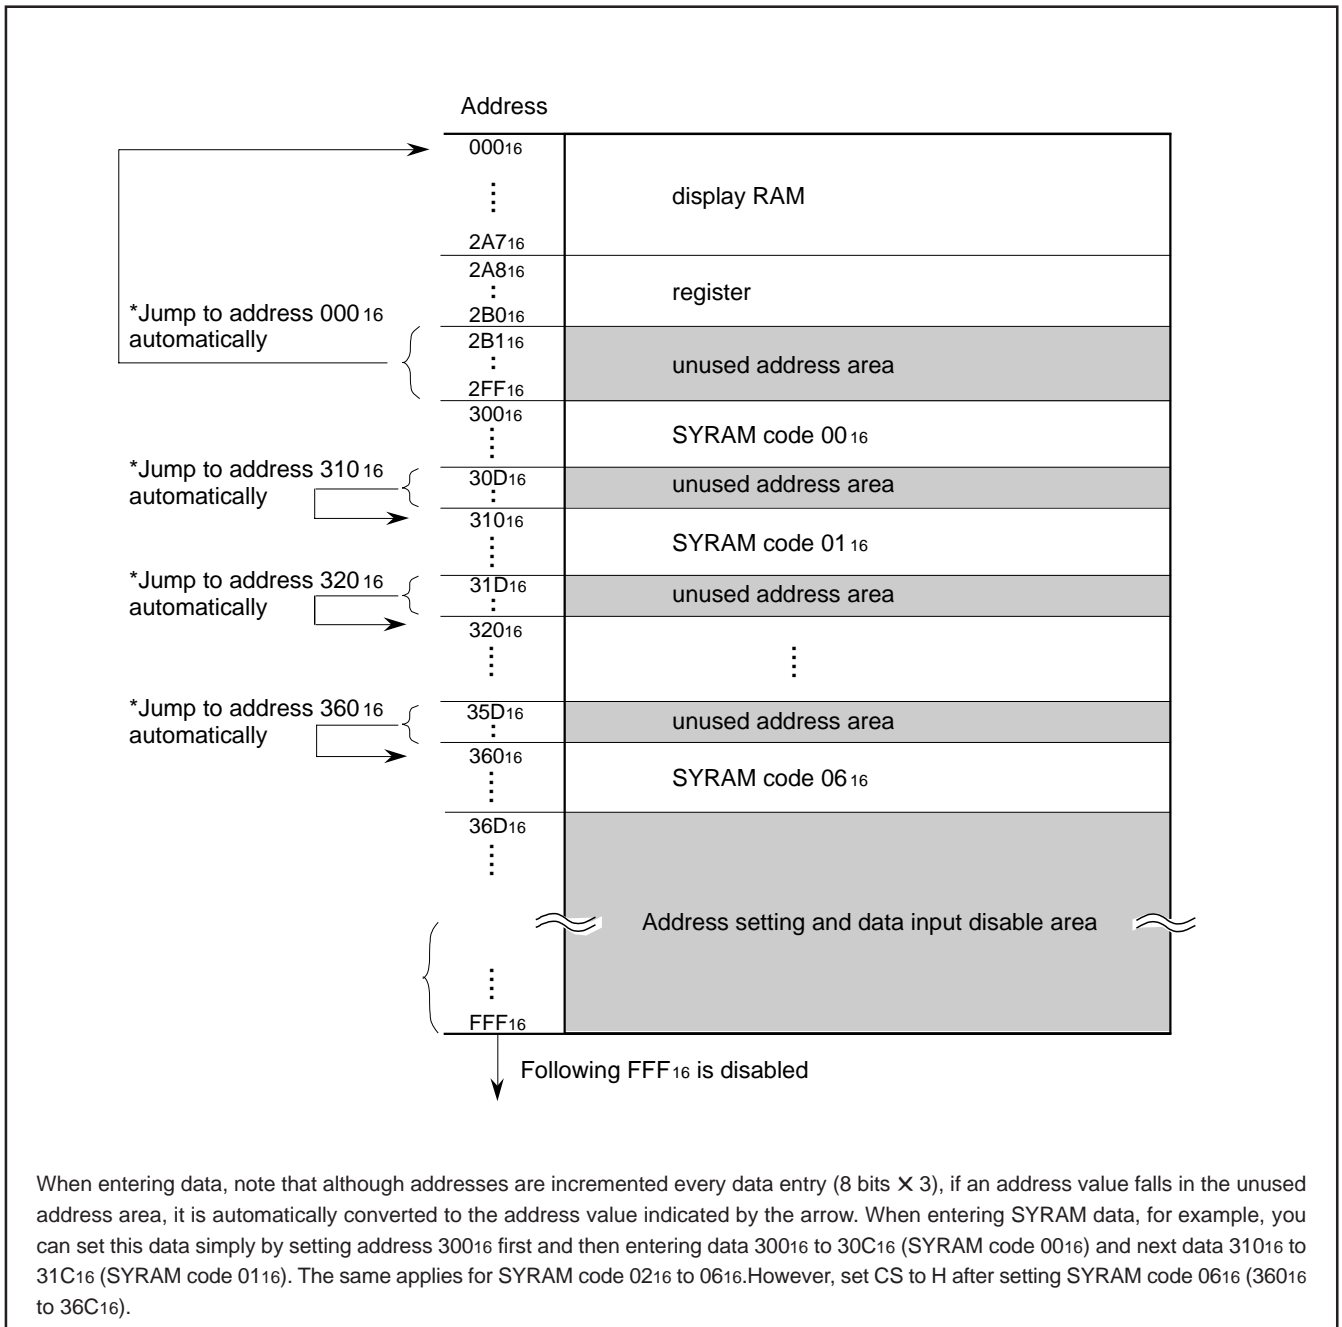 Address
000₁₆
⋮
2A7₁₆
display RAM
2A8₁₆
⋮
2B0₁₆
register
*Jump to address 000₁₆
automatically
2B1₁₆
⋮
2FF₁₆
unused address area
300₁₆
⋮
SYRAM code 00₁₆
*Jump to address 310₁₆
automatically
30D₁₆
⋮
unused address area
310₁₆
⋮
SYRAM code 01₁₆
*Jump to address 320₁₆
automatically
31D₁₆
⋮
unused address area
320₁₆
⋮
⋮
*Jump to address 360₁₆
automatically
35D₁₆
⋮
unused address area
360₁₆
⋮
SYRAM code 06₁₆
36D₁₆
⋮
Address setting and data input disable area
⋮
FFF₁₆
Following FFF₁₆ is disabled
When entering data, note that although addresses are incremented every data entry (8 bits ✕ 3), if an address value falls in the unused
address area, it is automatically converted to the address value indicated by the arrow. When entering SYRAM data, for example, you
can set this data simply by setting address 300₁₆ first and then entering data 300₁₆ to 30C₁₆ (SYRAM code 00₁₆) and next data 310₁₆ to
31C₁₆ (SYRAM code 01₁₆). The same applies for SYRAM code 02₁₆ to 06₁₆.However, set CS to H after setting SYRAM code 06₁₆ (360₁₆
to 36C₁₆).